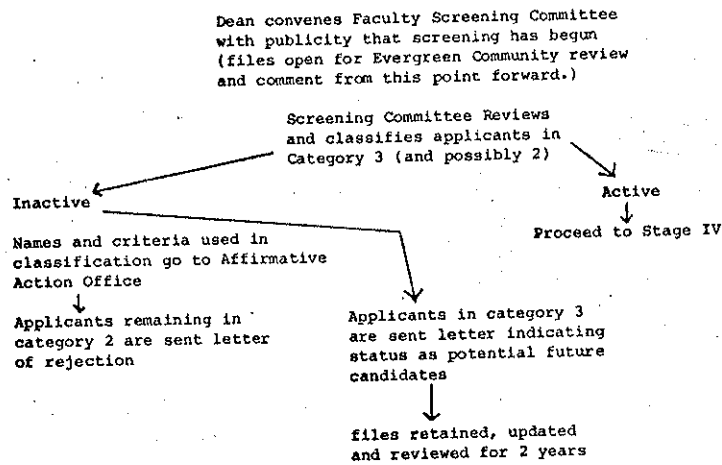 Dean convenes Faculty Screening Committee
with publicity that screening has begun
(files open for Evergreen Community review
and comment from this point forward.)
Screening Committee Reviews
and classifies applicants in
Category 3 (and possibly 2)
Inactive
Active
Proceed to Stage IV
Names and criteria used in
classification go to Affirmative
Action Office
Applicants remaining in
category 2 are sent letter
of rejection
Applicants in category 3
are sent letter indicating
status as potential future
candidates
files retained, updated
and reviewed for 2 years